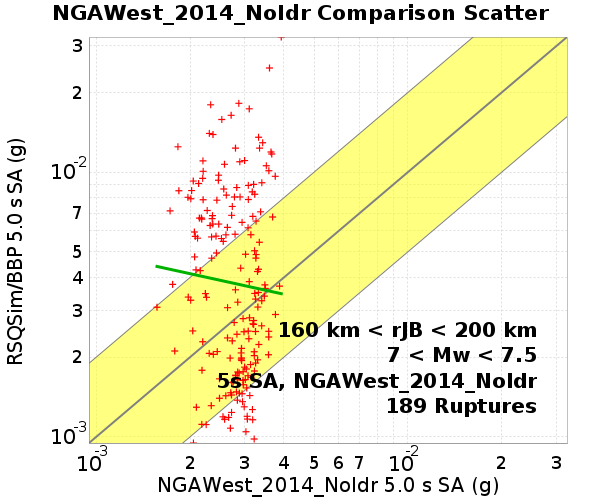 NGAWest_2014_NoIdr Comparison Scatter
RSQSim/BBP 5.0 s SA (g)
3
2
10-2
7
5
4
3
2
10-3
160 km < rJB < 200 km
7 < Mw < 7.5
5s SA, NGAWest_2014_NoIdr
189 Ruptures
10-3 2 3 4 5 6 7 10-2 2 3
NGAWest_2014_NoIdr 5.0 s SA (g)